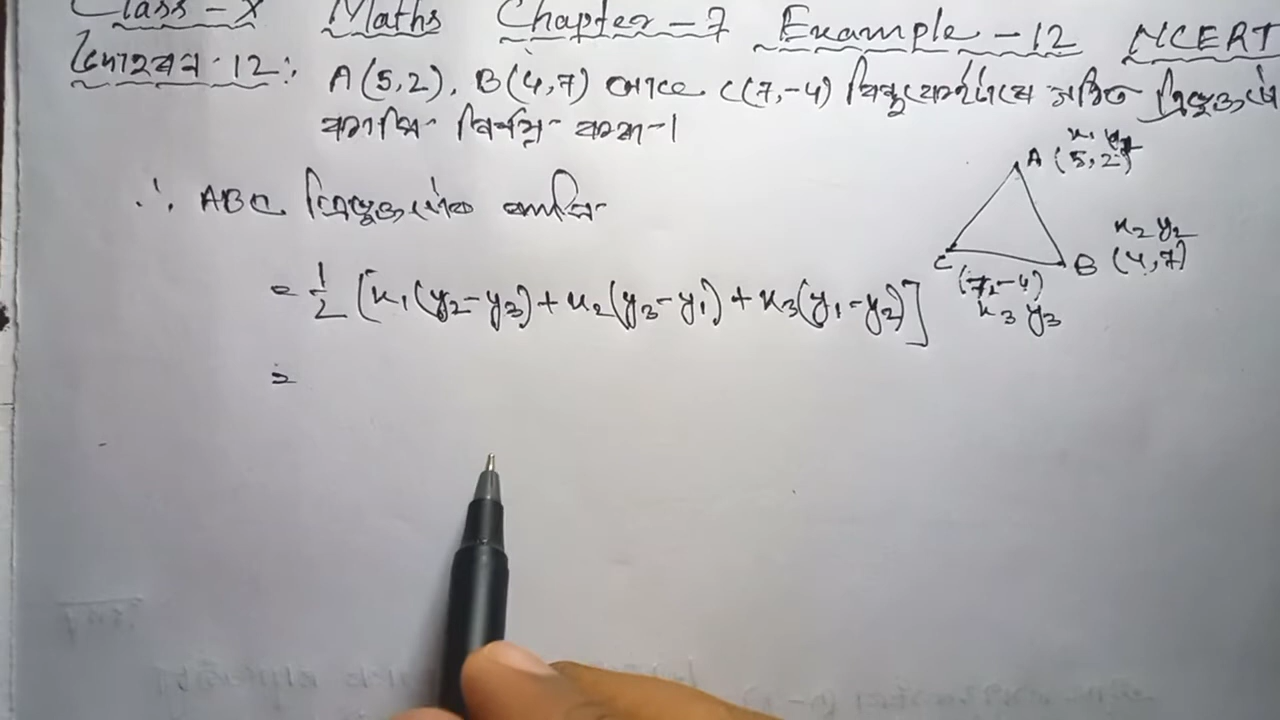 Class - X Maths Chapter - 7 Example - 12 NCERT
উদাহৰণ 12: A(5,2), B(4,7) আৰু C(7,-4) বিন্দুকেইটাৰে গঠিত ত্ৰিভুজটোৰ
কালি নিৰ্ণয় কৰা।
x₁ y₁
A (5,2)
∴ ABC ত্ৰিভুজটোৰ কালি
x₂ y₂
C B (4,7)
(7,-4)
x₃ y₃
= 1/2 [x₁(y₂-y₃)+x₂(y₃-y₁)+x₃(y₁-y₂)]
=